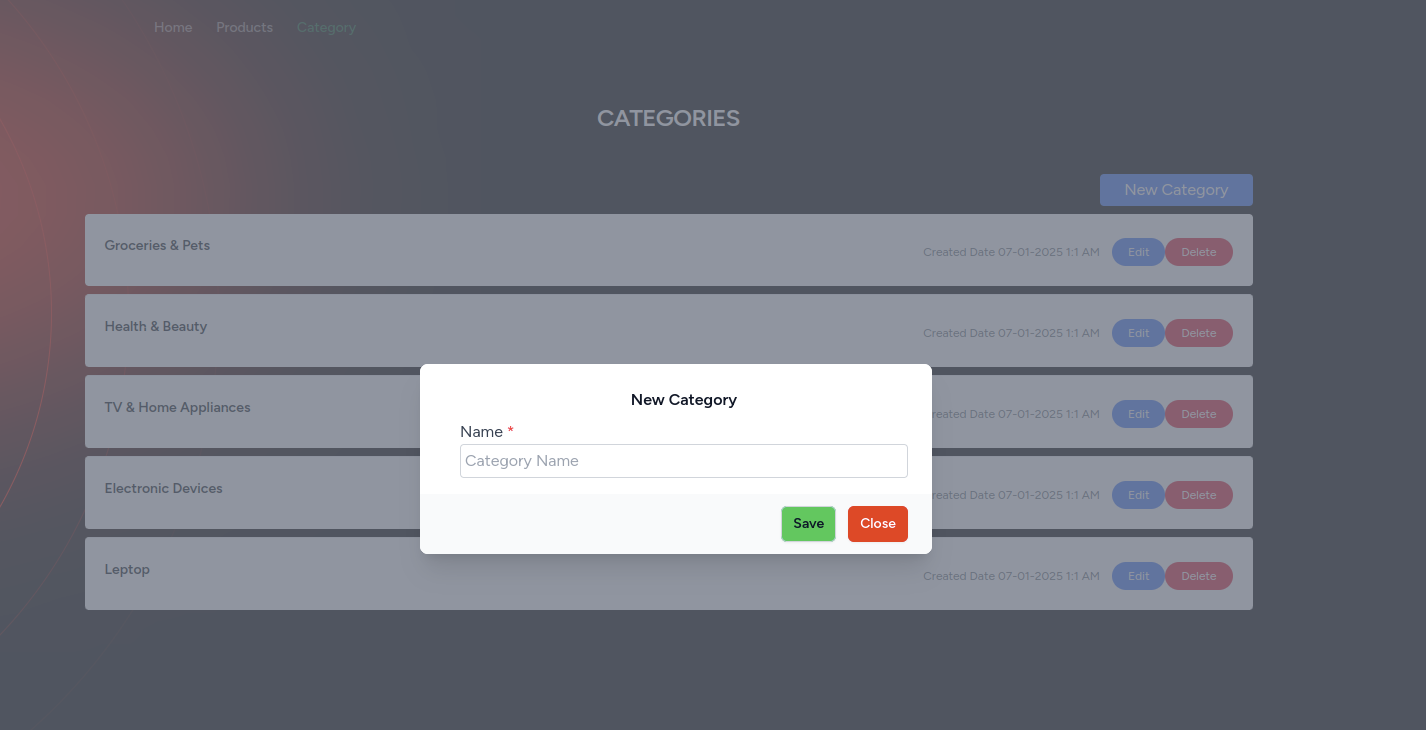 Home Products Category
CATEGORIES
New Category
Groceries & Pets Created Date 07-01-2025 1:1 AM Edit Delete
Health & Beauty Created Date 07-01-2025 1:1 AM Edit Delete
TV & Home Appliances reated Date 07-01-2025 1:1 AM Edit Delete
New Category
Name *
Category Name
Electronic Devices reated Date 07-01-2025 1:1 AM Edit Delete
Save Close
Leptop Created Date 07-01-2025 1:1 AM Edit Delete